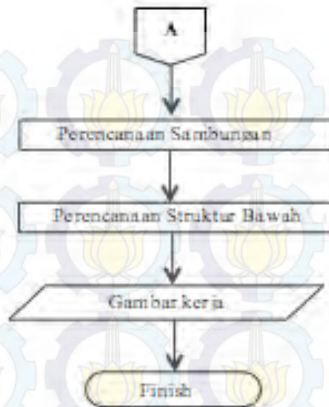 A
Perencanaan Sambungan
Perencanaan Struktur Bawah
Gambar kerja
Finish